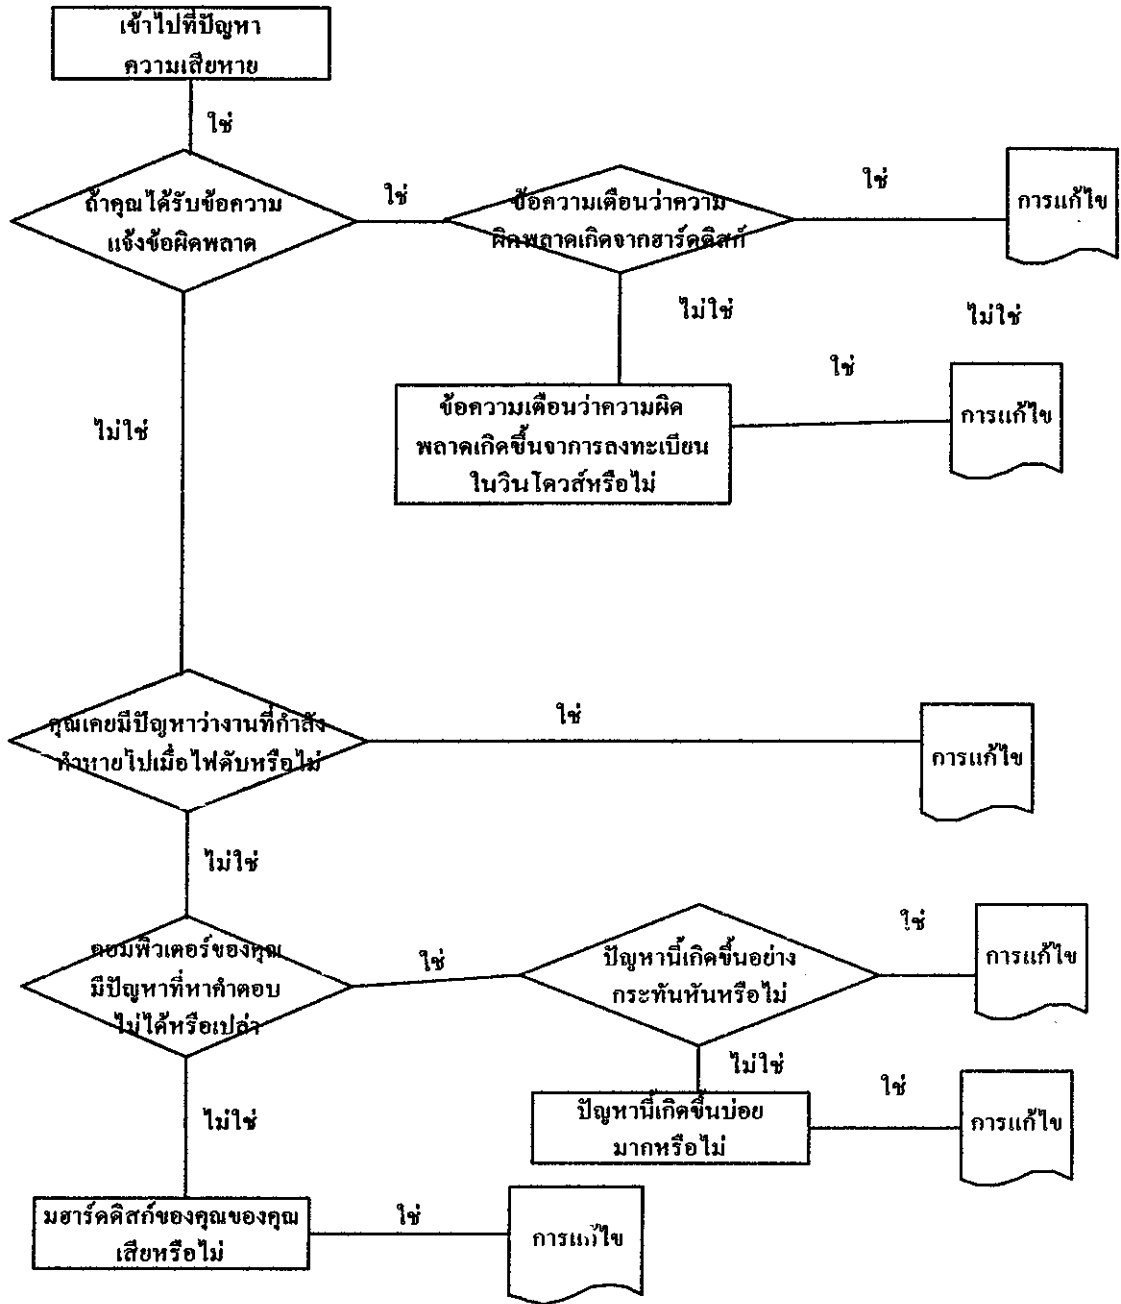 เข้าไปที่ปัญหา
ความเสียหาย
ใช่
ถ้าคุณได้รับข้อความ
แจ้งข้อผิดพลาด
ใช่
ข้อความเตือนว่าความ
ผิดพลาดเกิดจากฮาร์ดดิสก์
ใช่
การแก้ไข
ไม่ใช่
ไม่ใช่
ไม่ใช่
ข้อความเตือนว่าความผิด
พลาดเกิดขึ้นจาการลงทะเบียน
ในวินโดวส์หรือไม่
ใช่
การแก้ไข
คุณเคยมีปัญหาว่างานที่กำลัง
ทำหายไปเมื่อไฟดับหรือไม่
ใช่
การแก้ไข
ไม่ใช่
คอมพิวเตอร์ของคุณ
มีปัญหาที่หาคำตอบ
ไม่ได้หรือเปล่า
ใช่
ปัญหานี้เกิดขึ้นอย่าง
กระทันหันหรือไม่
ใช่
การแก้ไข
ไม่ใช่
ไม่ใช่
ปัญหานี้เกิดขึ้นบ่อย
มากหรือไม่
ใช่
การแก้ไข
มฮาร์ดดิสก์ของคุณของคุณ
เสียหรือไม่
ใช่
การแก้ไข